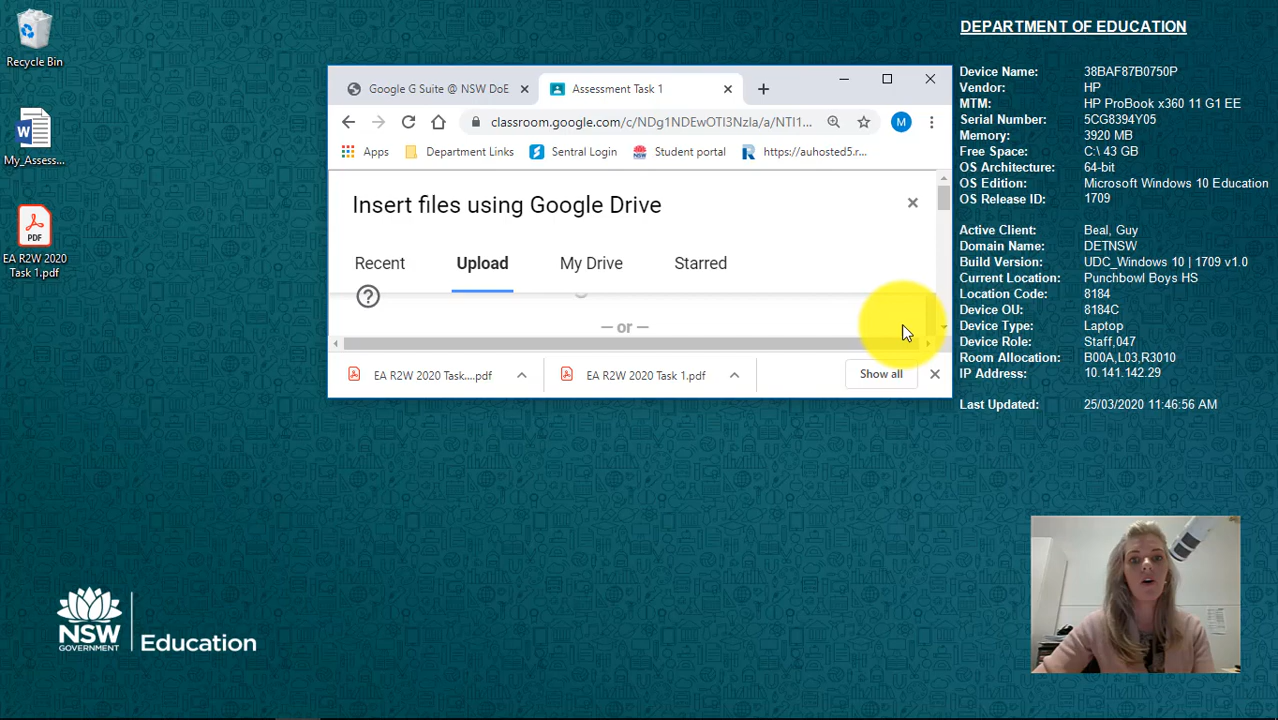 Recycle Bin
My_Assess...
PDF
EA R2W 2020
Task 1.pdf
Google G Suite @ NSW DoE
Assessment Task 1
classroom.google.com/c/NDg1NDEwOTI3NzIa/a/NTI1...
M
Apps
Department Links
Sentral Login
Student portal
https://auhosted5.r...
Insert files using Google Drive
Recent
Upload
My Drive
Starred
— or —
EA R2W 2020 Task....pdf
EA R2W 2020 Task 1.pdf
Show all
DEPARTMENT OF EDUCATION
Device Name: 38BAF87B0750P
Vendor: HP
MTM: HP ProBook x360 11 G1 EE
Serial Number: 5CG8394Y05
Memory: 3920 MB
Free Space: C:\ 43 GB
OS Architecture: 64-bit
OS Edition: Microsoft Windows 10 Education
OS Release ID: 1709
Active Client: Beal, Guy
Domain Name: DETNSW
Build Version: UDC_Windows 10 | 1709 v1.0
Current Location: Punchbowl Boys HS
Location Code: 8184
Device OU: 8184C
Device Type: Laptop
Device Role: Staff,047
Room Allocation: B00A,L03,R3010
IP Address: 10.141.142.29
Last Updated: 25/03/2020 11:46:56 AM
NSW
GOVERNMENT
Education